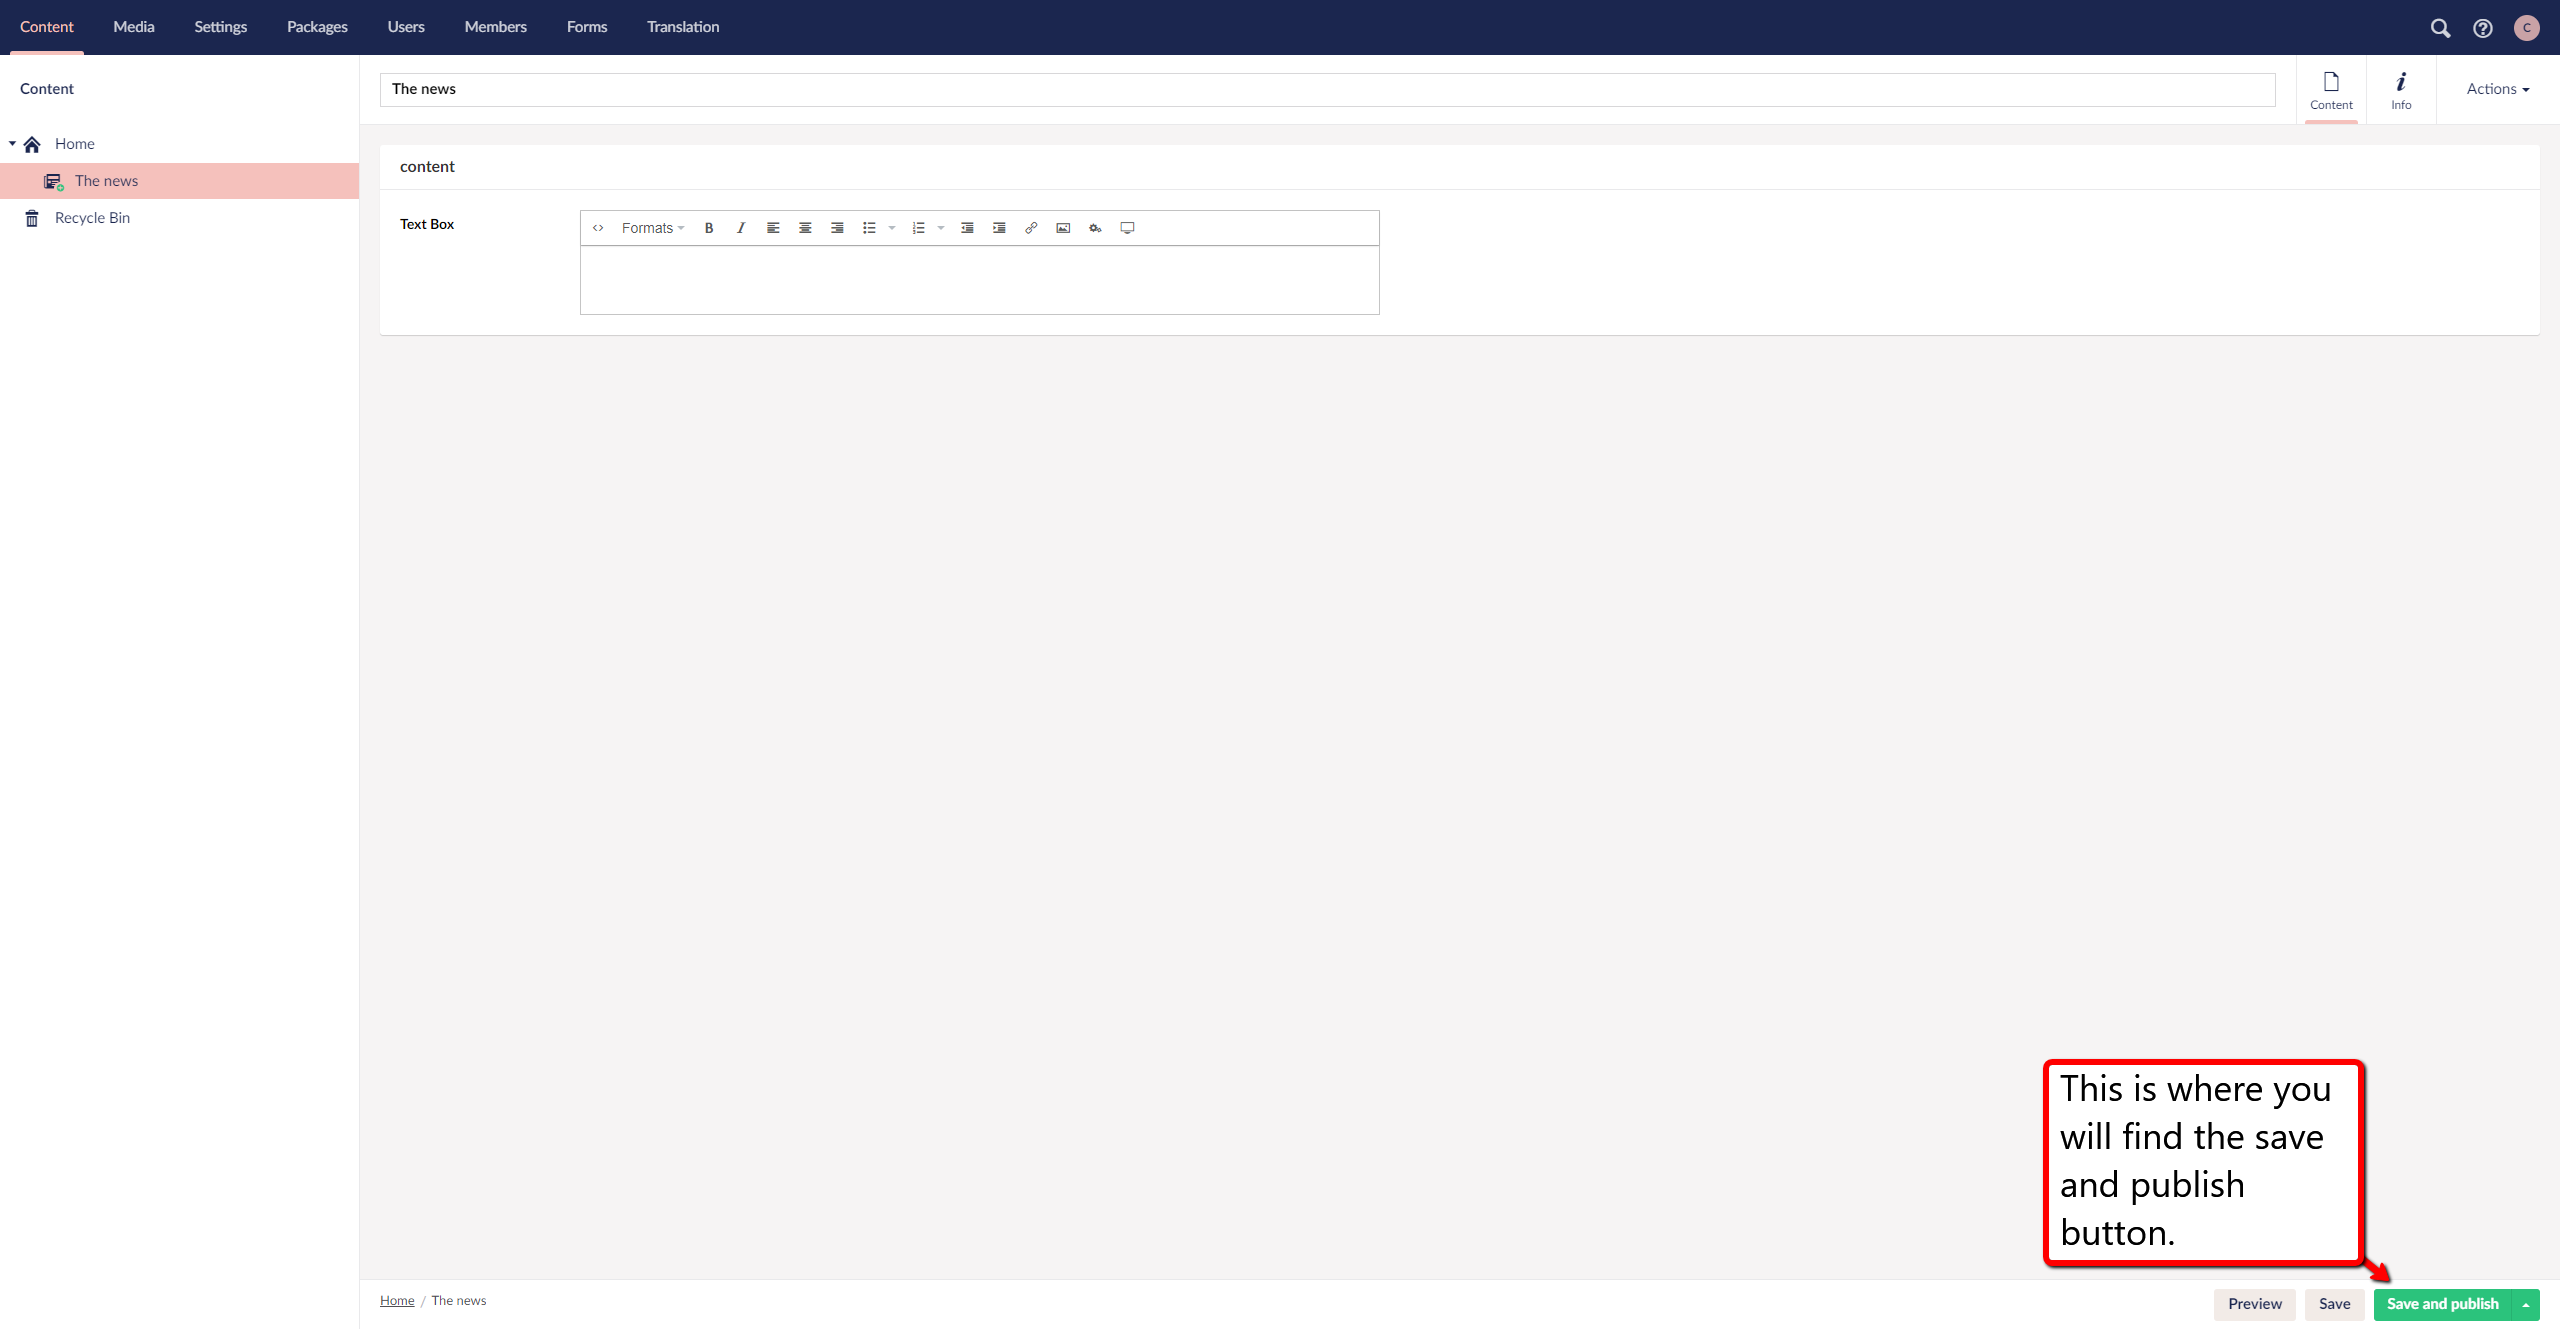 Content Media Settings Packages Users Members Forms Translation C
Content
The news
Content
Info
Actions
Home
The news
Recycle Bin
content
Text Box
Formats B I
This is where you
will find the save
and publish
button.
Home / The news
Preview Save Save and publish